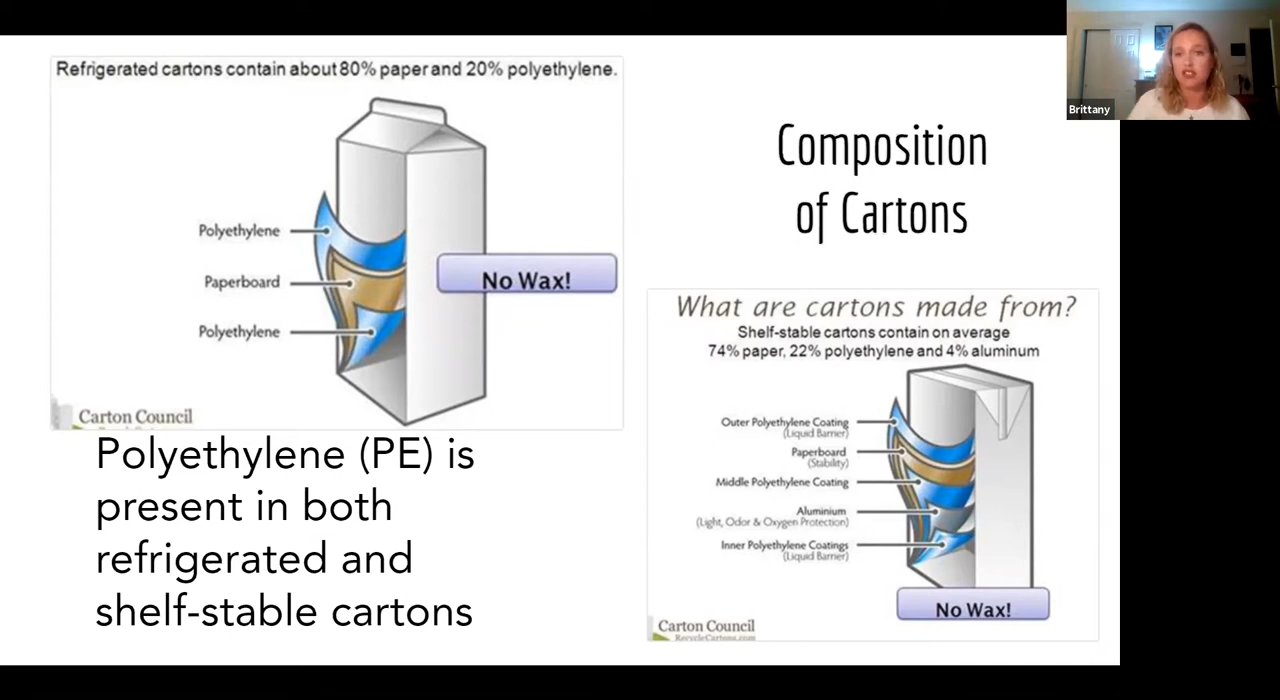 Refrigerated cartons contain about 80% paper and 20% polyethylene.
Polyethylene
Paperboard
Polyethylene
No Wax!
Carton Council
Polyethylene (PE) is
present in both
refrigerated and
shelf-stable cartons
Composition
of Cartons
What are cartons made from?
Shelf-stable cartons contain on average
74% paper, 22% polyethylene and 4% aluminum
Outer Polyethylene Coating
(Liquid Barrier)
Paperboard
(Stability)
Middle Polyethylene Coating
Aluminium
(Light, Odor & Oxygen Protection)
Inner Polyethylene Coatings
(Liquid Barrier)
No Wax!
Carton Council
RecycleCartons.com
Brittany